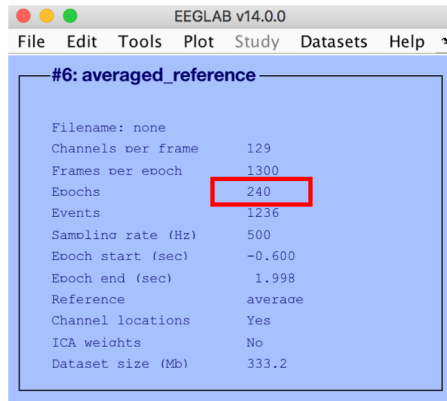 EEGLAB v14.0.0
File Edit Tools Plot Study Datasets Help
#6: averaged_reference
Filename: none
Channels per frame 129
Frames per epoch 1300
Epochs 240
Events 1236
Sampling rate (Hz) 500
Epoch start (sec) -0.600
Epoch end (sec) 1.998
Reference average
Channel locations Yes
ICA weights No
Dataset size (Mb) 333.2